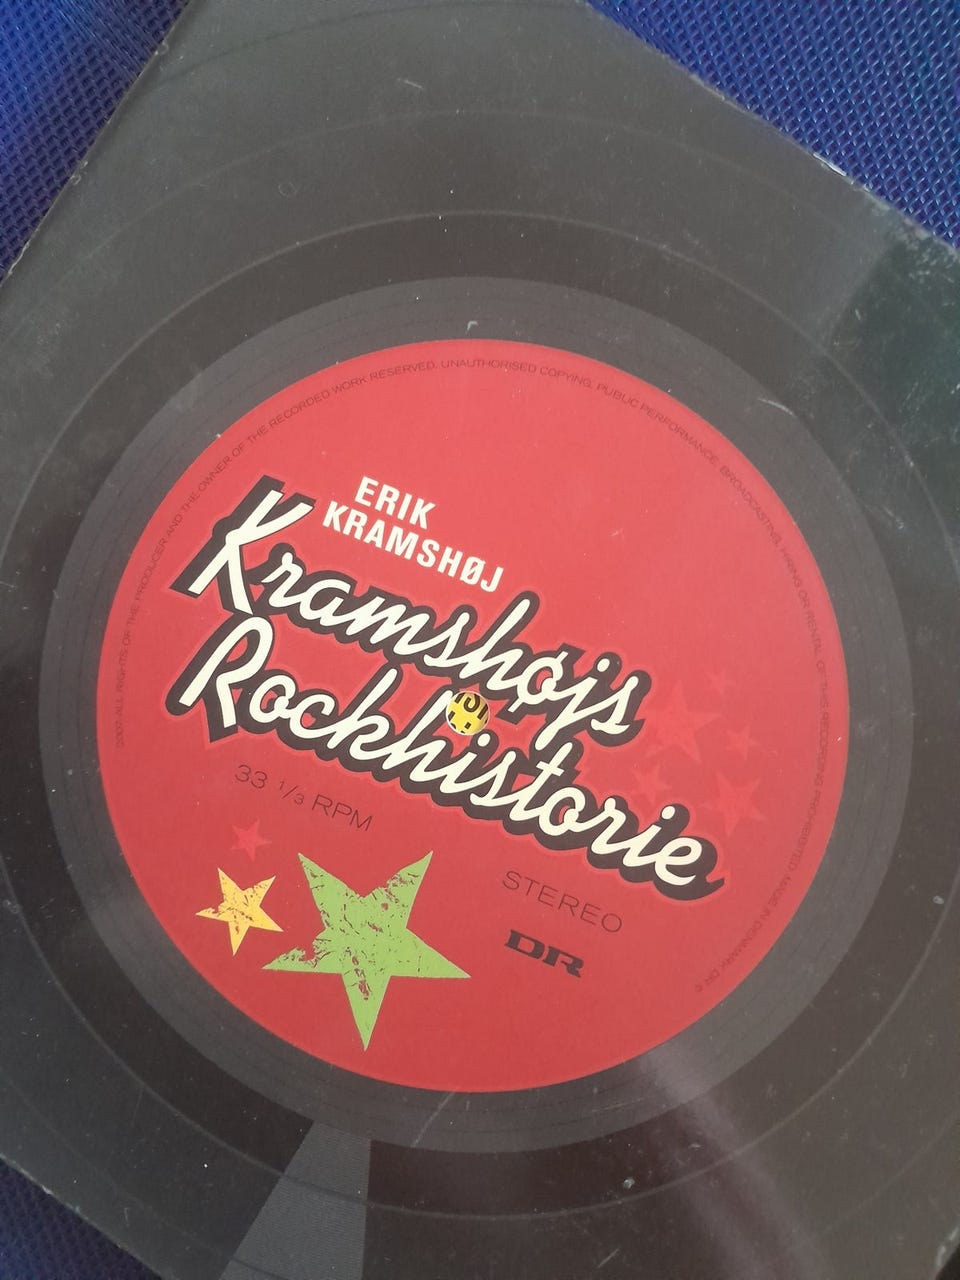 2007 ALL RIGHTS OF THE PRODUCER AND THE OWNER OF THE RECORDED WORK RESERVED. UNAUTHORISED COPYING, PUBLIC PERFORMANCE, BROADCASTING, HIRING OR RENTAL OF THIS RECORDING PROHIBITED. MADE IN DENMARK DR ©
ERIK
KRAMSHØJ
Kramshøjs
Rockhistorie
33 1/3 RPM
STEREO
DR